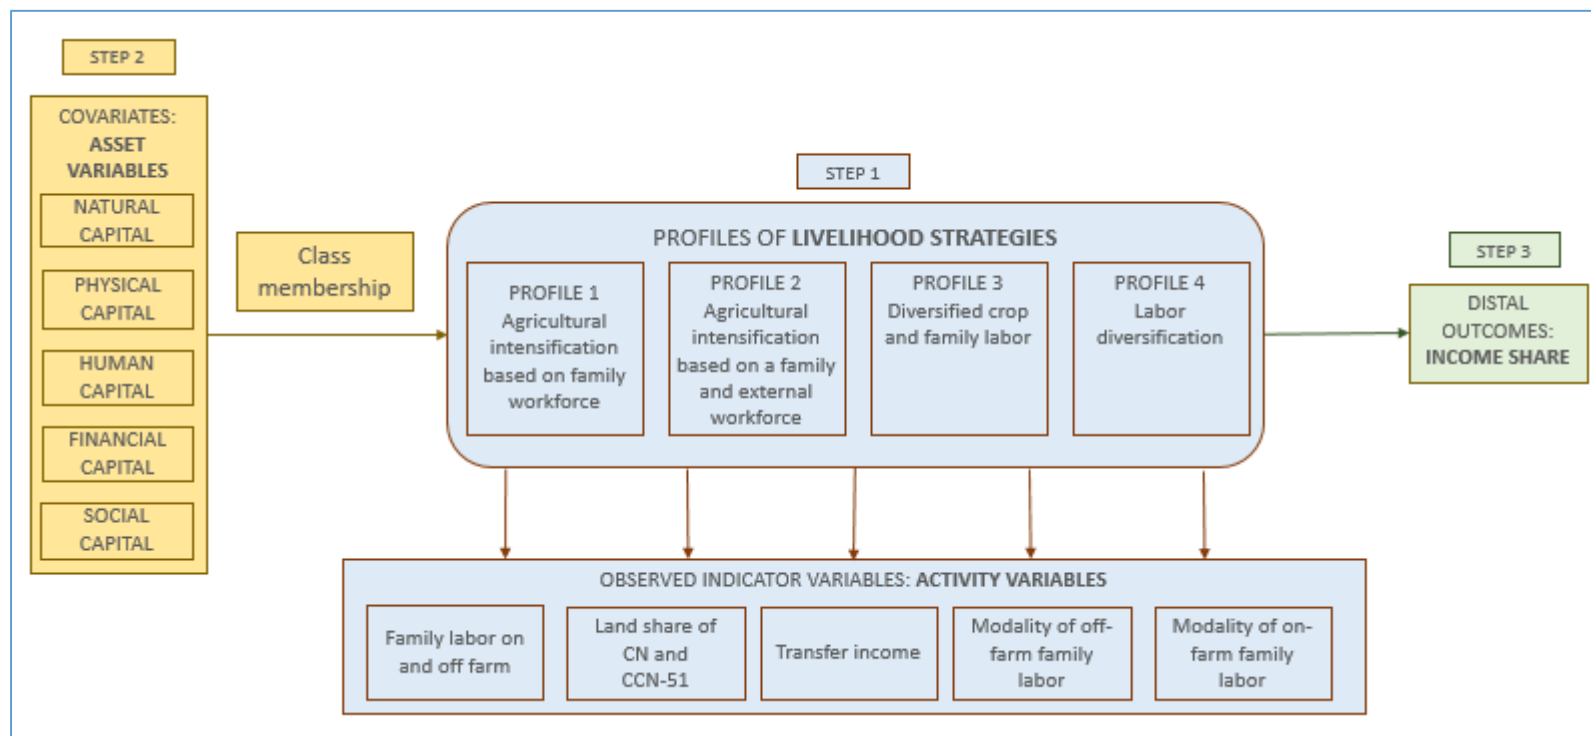 STEP 2
COVARIATES:
ASSET
VARIABLES
NATURAL
CAPITAL
PHYSICAL
CAPITAL
HUMAN
CAPITAL
FINANCIAL
CAPITAL
SOCIAL
CAPITAL
Class
membership
STEP 1
PROFILES OF LIVELIHOOD STRATEGIES
PROFILE 1
Agricultural
intensification
based on family
workforce
PROFILE 2
Agricultural
intensification
based on a family
and external
workforce
PROFILE 3
Diversified crop
and family labor
PROFILE 4
Labor
diversification
STEP 3
DISTAL
OUTCOMES:
INCOME SHARE
OBSERVED INDICATOR VARIABLES: ACTIVITY VARIABLES
Family labor on
and off farm
Land share of
CN and
CCN-51
Transfer income
Modality of off-
farm family
labor
Modality of on-
farm family
labor